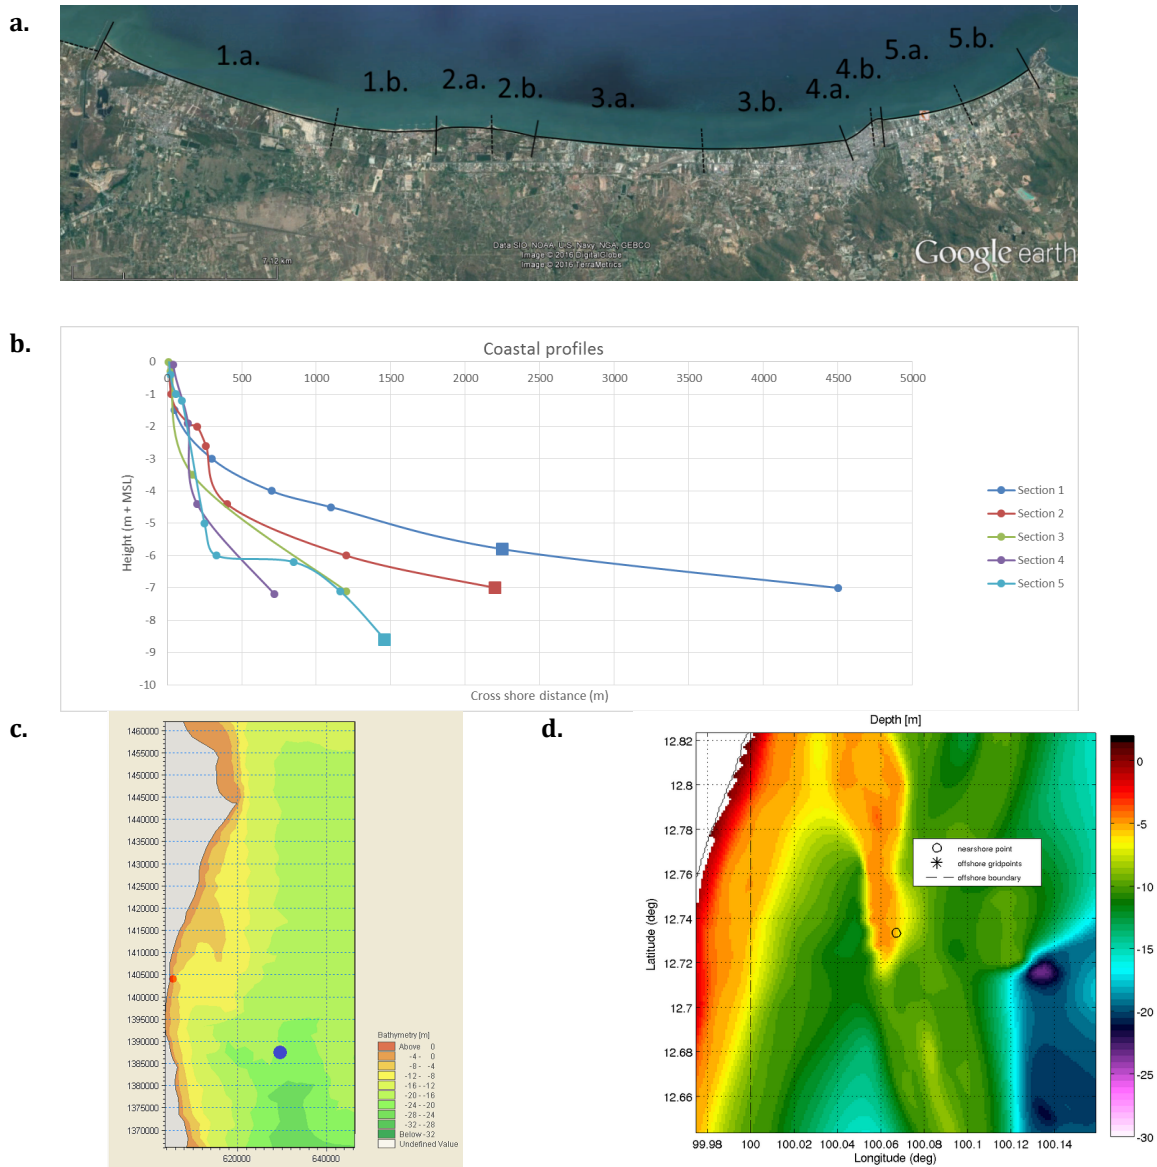 a.
1.a.
1.b.
2.a.
2.b.
3.a.
3.b.
4.a.
4.b.
5.a.
5.b.
Data SIO, NOAA, U.S. Navy, NGA, GEBCO
Image © 2016 DigitalGlobe
Image © 2016 TerraMetrics
7.12 km
Google earth
b.
Coastal profiles
0
500
1000
1500
2000
2500
3000
3500
4000
4500
5000
0
-1
-2
-3
-4
-5
-6
-7
-8
-9
-10
Height (m + MSL)
Cross shore distance (m)
Section 1
Section 2
Section 3
Section 4
Section 5
c.
1460000
1455000
1450000
1445000
1440000
1435000
1430000
1425000
1420000
1415000
1410000
1405000
1400000
1395000
1390000
1385000
1380000
1375000
1370000
620000
640000
Bathymetry [m]
Above 0
-4 - 0
-8 - -4
-12 - -8
-16 - -12
-20 - -16
-24 - -20
-28 - -24
-32 - -28
Below -32
Undefined Value
d.
Depth [m]
12.82
12.8
12.78
12.76
12.74
12.72
12.7
12.68
12.66
Latitude (deg)
nearshore point
offshore gridpoints
offshore boundary
99.98
100
100.02
100.04
100.06
100.08
100.1
100.12
100.14
Longitude (deg)
0
-5
-10
-15
-20
-25
-30